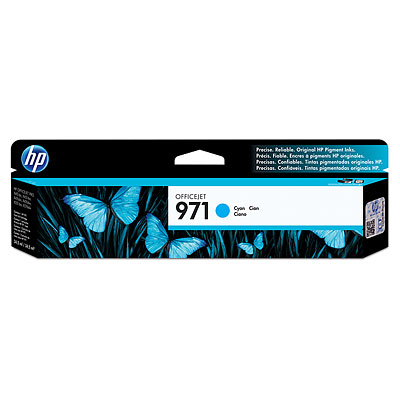 hp
Precise. Reliable. Original HP Pigment Inks.
Précis, Fiable. Encres à pigments HP originales.
Precisas, Confiables. Tintas pigmentadas originales HP.
Precisas, Confiáveis. Tintas pigmentadas HP originais.
OFFICEJET
971
Cyan Cian
Ciano